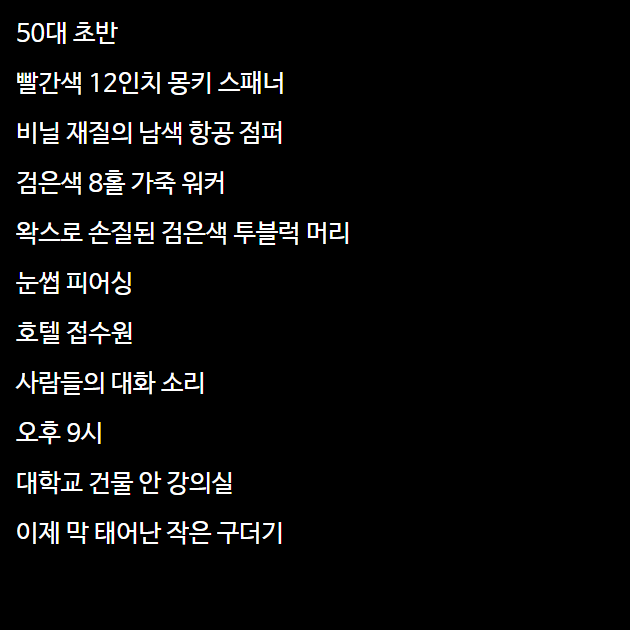 50대 초반
빨간색 12인치 몽키 스패너
비닐 재질의 남색 항공 점퍼
검은색 8홀 가죽 워커
왁스로 손질된 검은색 투블럭 머리
눈썹 피어싱
호텔 접수원
사람들의 대화 소리
오후 9시
대학교 건물 안 강의실
이제 막 태어난 작은 구더기